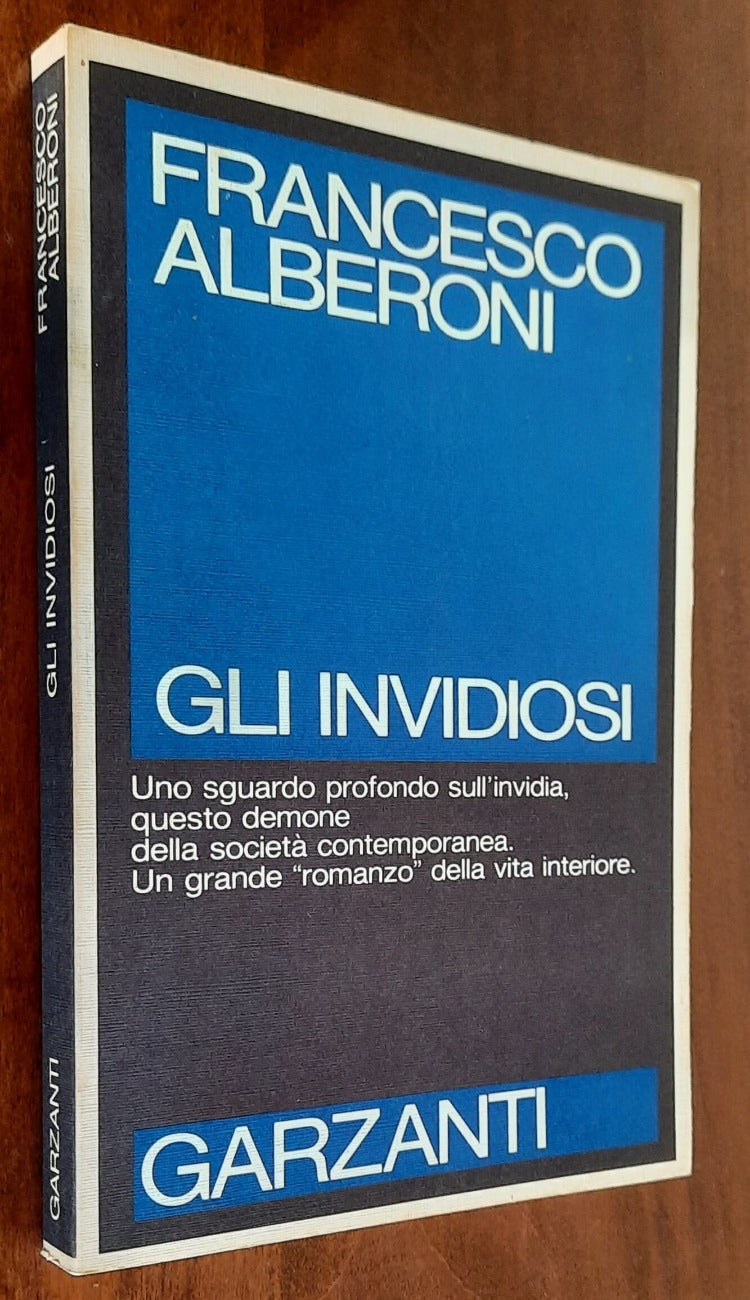 FRANCESCO
ALBERONI
GLI INVIDIOSI
GARZANTI
FRANCESCO
ALBERONI
GLI INVIDIOSI
Uno sguardo profondo sull'invidia,
questo demone
della società contemporanea.
Un grande "romanzo" della vita interiore.
GARZANTI